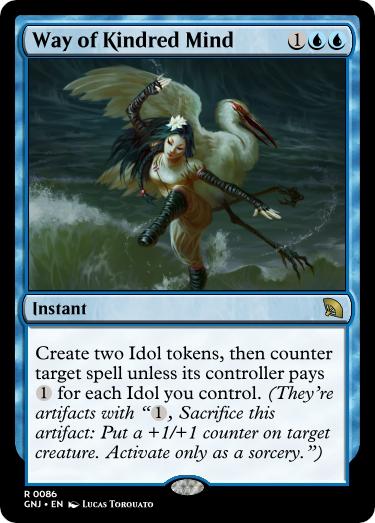 Way of Kindred Mind 1
Instant
Create two Idol tokens, then counter
target spell unless its controller pays
1 for each Idol you control. (They're
artifacts with “1, Sacrifice this
artifact: Put a +1/+1 counter on target
creature. Activate only as a sorcery.”)
R 0086
GNJ • EN Lucas Torquato